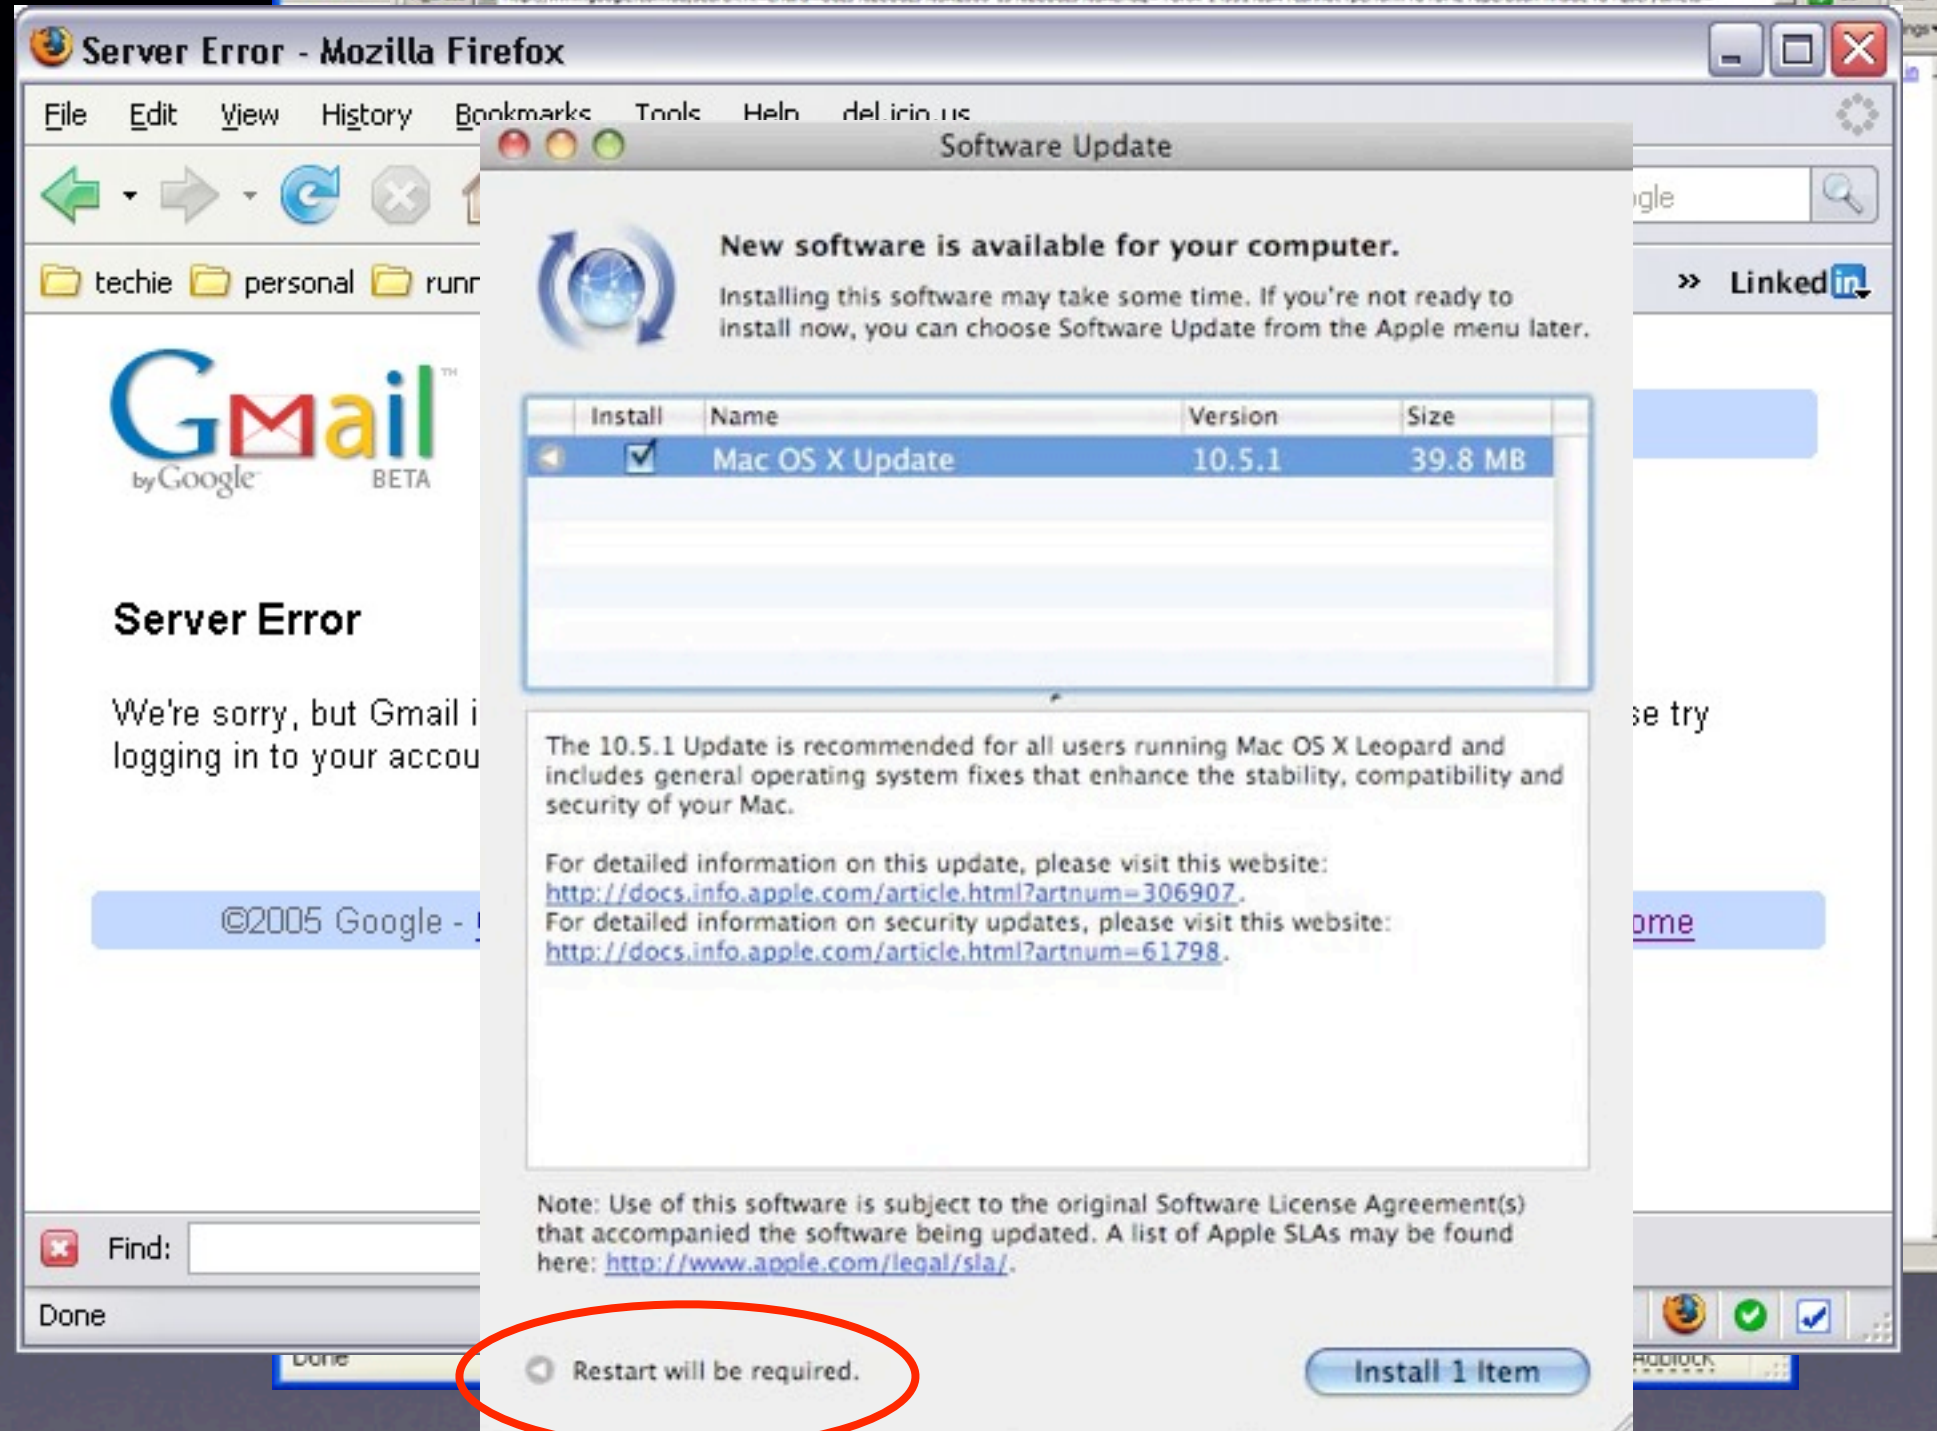 Server Error - Mozilla Firefox
File Edit View History Bookmarks Tools Help del.icio.us
Software Update
gle
techie personal runr
» Linked in
New software is available for your computer.
Installing this software may take some time. If you're not ready to
install now, you can choose Software Update from the Apple menu later.
Gmail TM
by Google BETA
Install Name Version Size
Mac OS X Update 10.5.1 39.8 MB
Server Error
We're sorry, but Gmail i
se try
logging in to your accou
The 10.5.1 Update is recommended for all users running Mac OS X Leopard and
includes general operating system fixes that enhance the stability, compatibility and
security of your Mac.
For detailed information on this update, please visit this website:
http://docs.info.apple.com/article.html?artnum=306907.
For detailed information on security updates, please visit this website:
http://docs.info.apple.com/article.html?artnum=61798.
©2005 Google -
ome
Note: Use of this software is subject to the original Software License Agreement(s)
that accompanied the software being updated. A list of Apple SLAs may be found
here: http://www.apple.com/legal/sla/.
Find:
Done
Restart will be required.
Install 1 Item
Done
Adblock